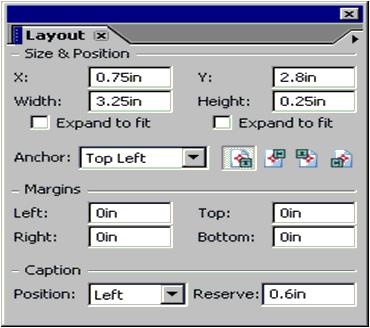 Layout
Size & Position
X: 0.75in Y: 2.8in
Width: 3.25in Height: 0.25in
Expand to fit Expand to fit
Anchor: Top Left
Margins
Left: 0in Top: 0in
Right: 0in Bottom: 0in
Caption
Position: Left Reserve: 0.6in